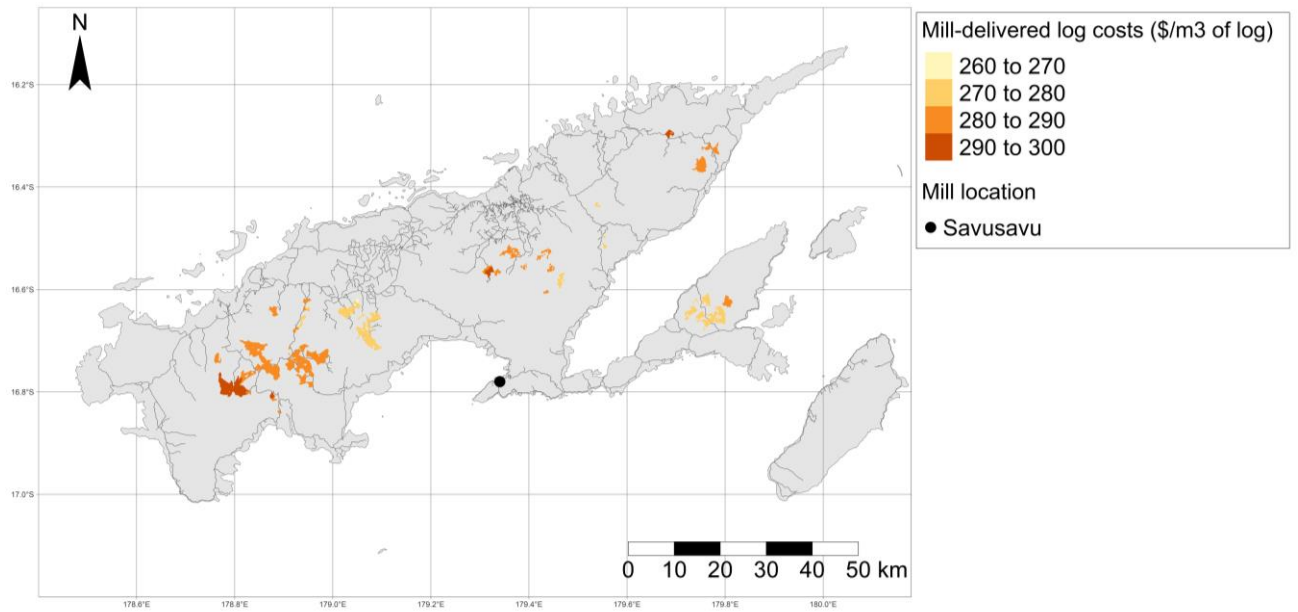 N
Mill-delivered log costs ($/m3 of log)
260 to 270
270 to 280
280 to 290
290 to 300
Mill location
Savusavu
16.2°S
16.4°S
16.6°S
16.8°S
17.0°S
0 10 20 30 40 50 km
178.6°E 178.8°E 179.0°E 179.2°E 179.4°E 179.6°E 179.8°E 180.0°E